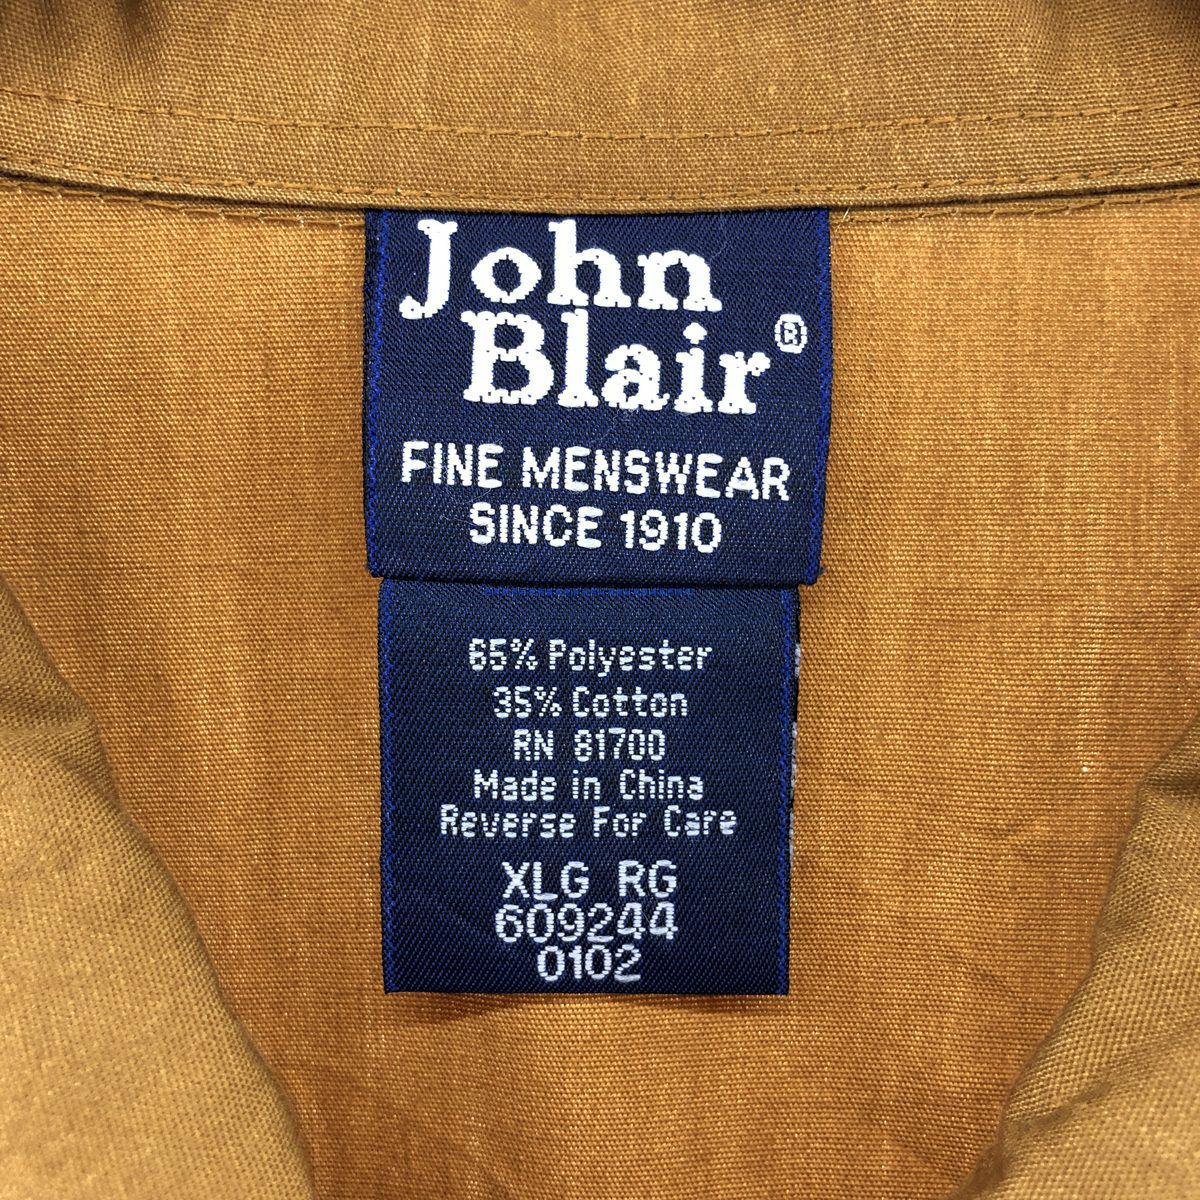 John
Blair®
FINE MENSWEAR
SINCE 1910
65% Polyester
35% Cotton
RN 81700
Made in China
Reverse For Care
XLG RG
609244
0102